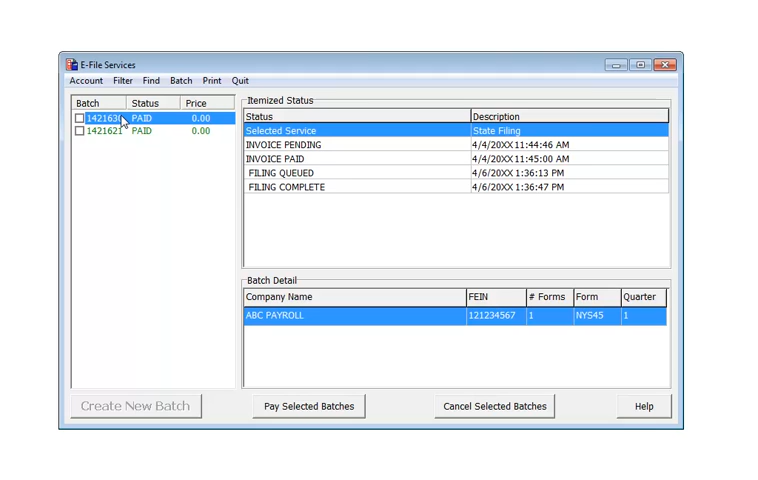 E-File Services
Account Filter Find Batch Print Quit
Batch Status Price
1421630 PAID 0.00
1421621 PAID 0.00
Itemized Status
Status Description
Selected Service State Filing
INVOICE PENDING 4/4/20XX 11:44:46 AM
INVOICE PAID 4/4/20XX 11:45:00 AM
FILING QUEUED 4/6/20XX 1:36:13 PM
FILING COMPLETE 4/6/20XX 1:36:47 PM
Batch Detail
Company Name FEIN # Forms Form Quarter
ABC PAYROLL 121234567 1 NYS45 1
Create New Batch Pay Selected Batches Cancel Selected Batches Help